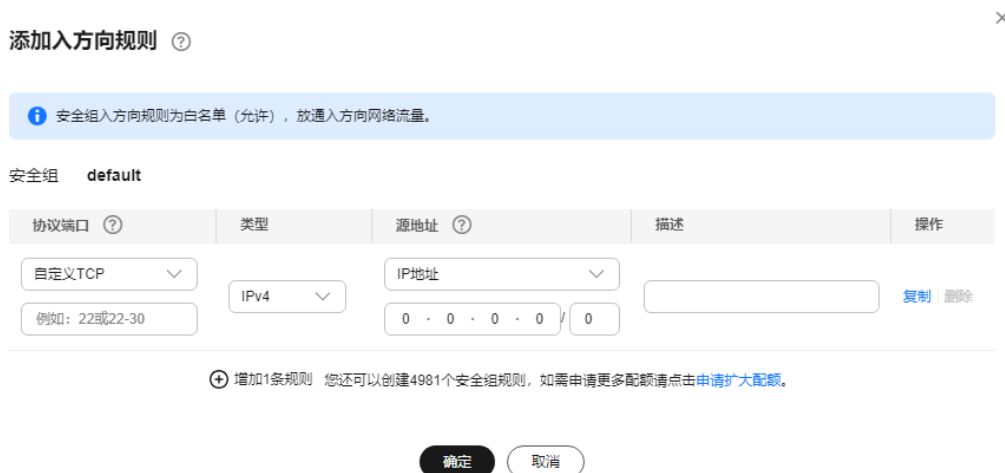 添加入方向规则
安全组入方向规则为白名单（允许），放通入方向网络流量。
安全组 default
协议端口 类型 源地址 描述 操作
自定义TCP IP地址
IPv4 复制 删除
例如：22或22-30 0 · 0 · 0 · 0 / 0
增加1条规则 您还可以创建4981个安全组规则，如需申请更多配额请点击申请扩大配额。
确定 取消